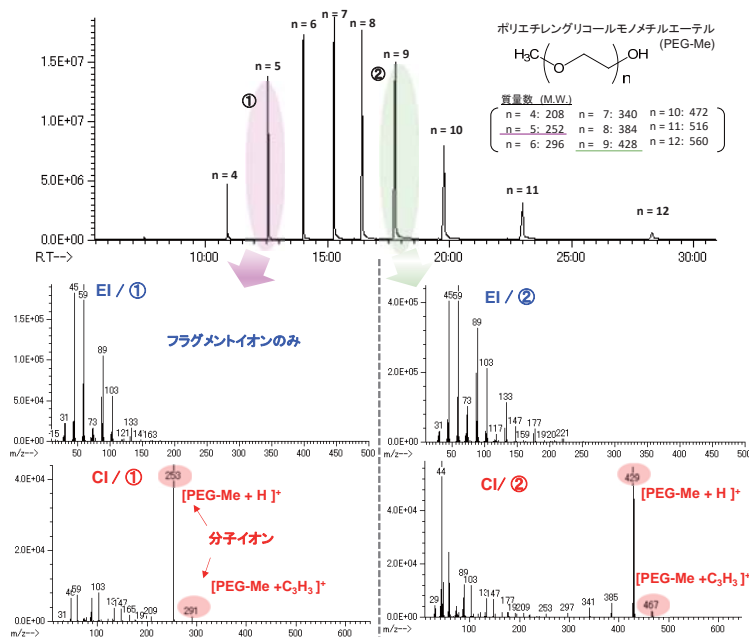 n = 7
n = 6
n = 8
n = 5
n = 9
n = 4
n = 10
n = 11
n = 12
①
②
1.5E+07
1.0E+07
5.0E+06
0.0E+00
RT-->
10:00
15:00
20:00
25:00
30:00
ポリエチレングリコールモノメチルエーテル
(PEG-Me)
H₃C
O
OH
n
質量数 (M.W.)
n = 4: 208 n = 7: 340 n = 10: 472
n = 5: 252 n = 8: 384 n = 11: 516
n = 6: 296 n = 9: 428 n = 12: 560
EI / ①
フラグメントイオンのみ
1.5E+05
1.0E+05
5.0E+04
0.0E+00
45
59
89
103
31
73
15
121
133
163
m/z-->
50 100 150 200 250 300 350 400 450 500
EI / ②
4.0E+05
2.0E+05
0.0E+00
45
59
89
103
133
73
147
31
117
159
177
221
m/z-->
50 100 150 200 250 300 350 400 450 500
CI / ①
4.0E+04
2.0E+04
0.0E+00
253
[PEG-Me + H ]⁺
分子イオン
[PEG-Me +C₃H₃ ]⁺
291
31
59
103
147
165
209
m/z-->
100 200 300 400 500 600
CI/ ②
4.0E+04
2.0E+04
0.0E+00
44
429
[PEG-Me + H ]⁺
[PEG-Me +C₃H₃ ]⁺
467
29
89
103
147
177
209
253
297
341
385
m/z-->
100 200 300 400 500 600